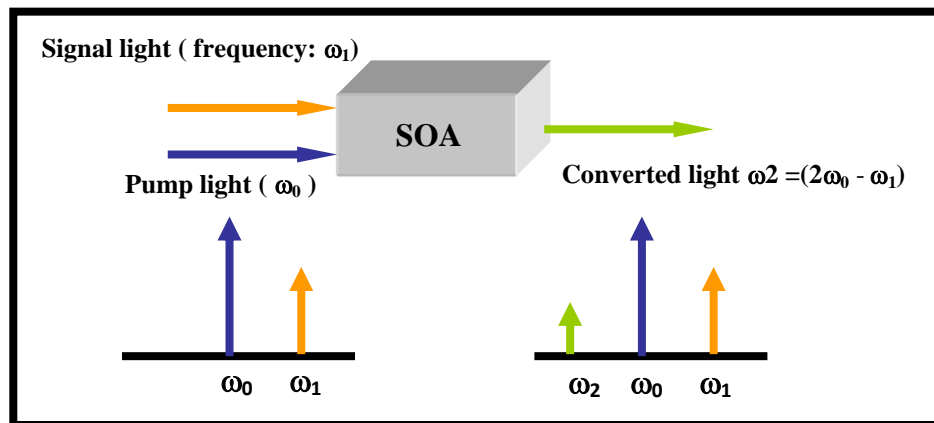 Signal light ( frequency: ω₁)
SOA
Pump light ( ω₀ )
Converted light ω2 =(2ω₀ - ω₁)
ω₀ ω₁
ω₂ ω₀ ω₁